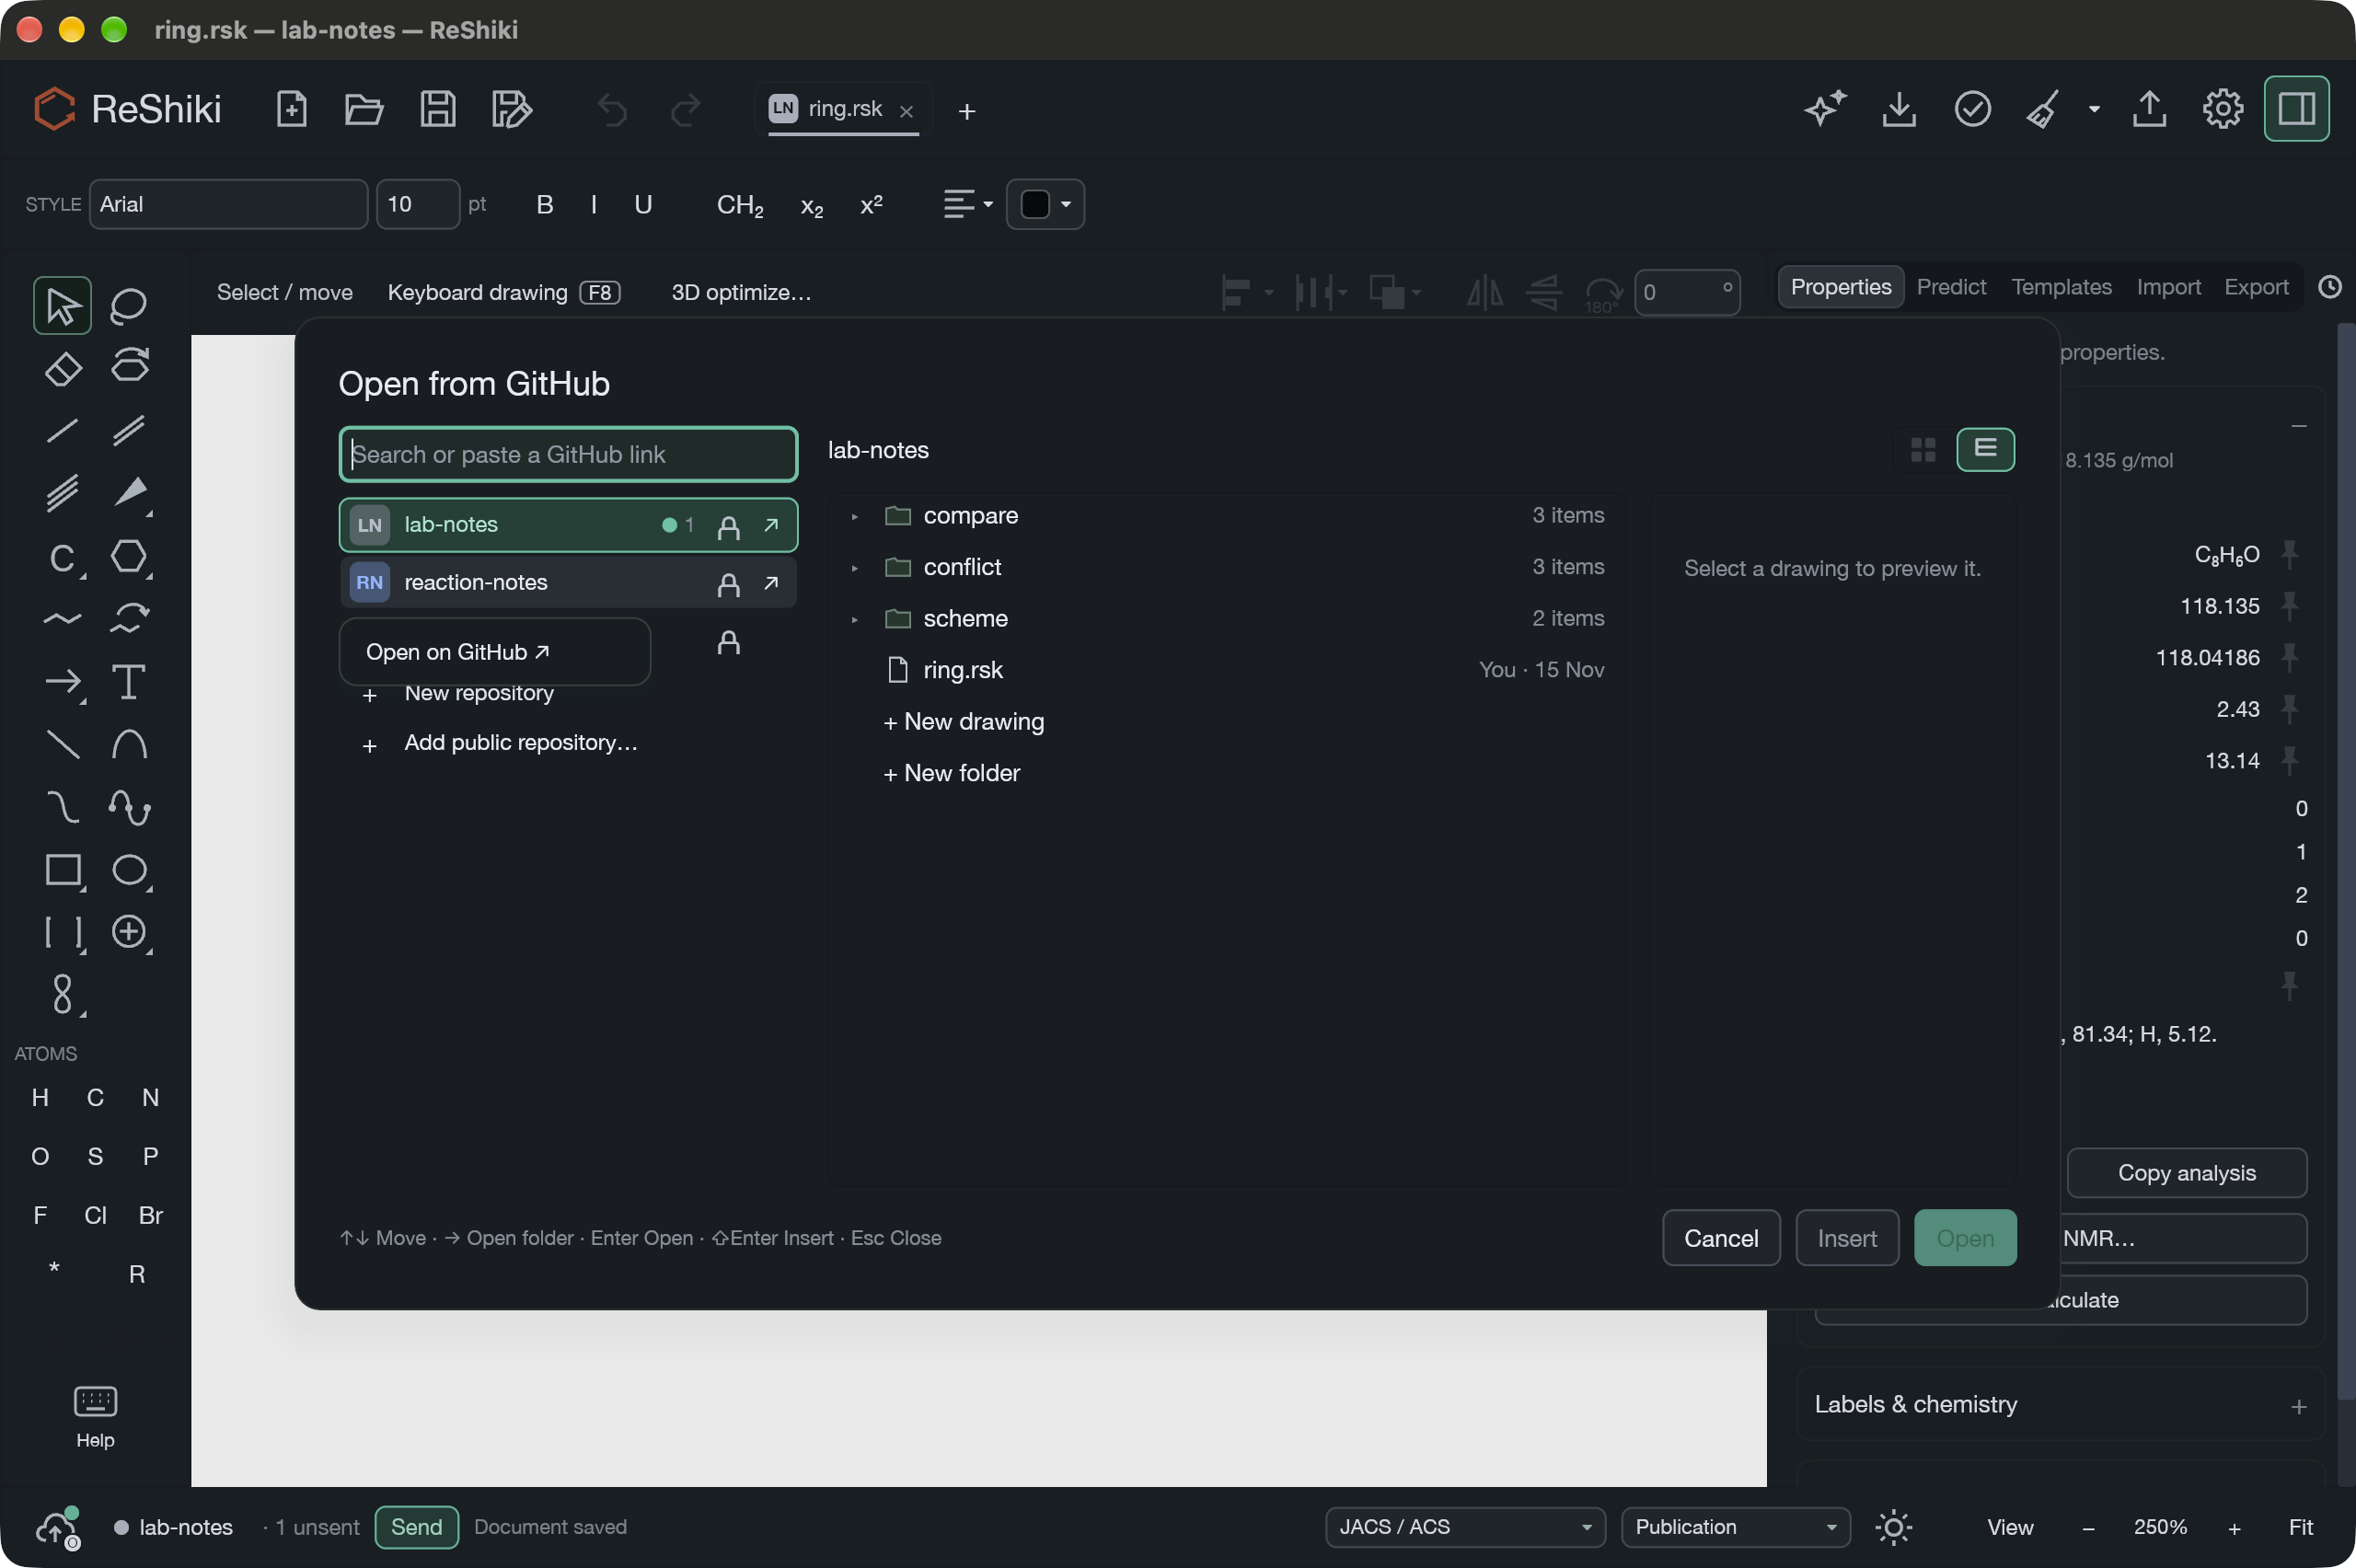 ring.rsk — lab-notes — ReShiki
ReShiki
LN ring.rsk × +
STYLE Arial 10 pt B I U CH₂ x₂ x²
Select / move Keyboard drawing F8 3D optimize... 180° 0 °
Properties Predict Templates Import Export
properties.
Open from GitHub
Search or paste a GitHub link
lab-notes
8.135 g/mol
LN lab-notes 1 ↗
RN reaction-notes ↗
Open on GitHub ↗
+ New repository
+ Add public repository...
compare 3 items
conflict 3 items
scheme 2 items
ring.rsk You · 15 Nov
+ New drawing
+ New folder
Select a drawing to preview it.
C₈H₆O
118.135
118.04186
2.43
13.14
0
1
2
0
, 81.34; H, 5.12.
C
T
ATOMS
H C N
O S P
F Cl Br
* R
Help
↑↓ Move · → Open folder · Enter Open · ⇧Enter Insert · Esc Close
Cancel Insert Open
Copy analysis
NMR...
lculate
Labels & chemistry +
lab-notes · 1 unsent Send Document saved
JACS / ACS Publication View − 250% + Fit